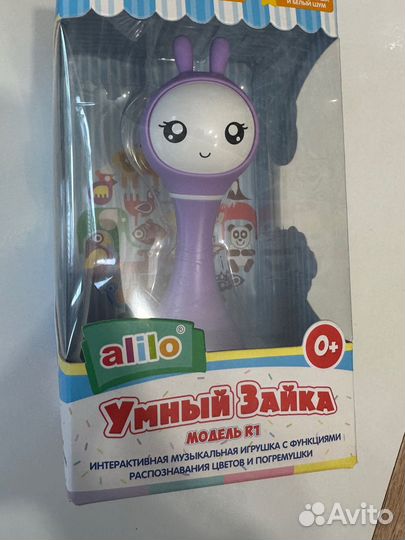 И БЕЛЫЙ ШУМ
alilo
0+
УМНЫЙ ЗАЙКА
МОДЕЛЬ R1
ИНТЕРАКТИВНАЯ МУЗЫКАЛЬНАЯ ИГРУШКА С ФУНКЦИЯМИ
РАСПОЗНАВАНИЯ ЦВЕТОВ И ПОГРЕМУШКИ
Avito